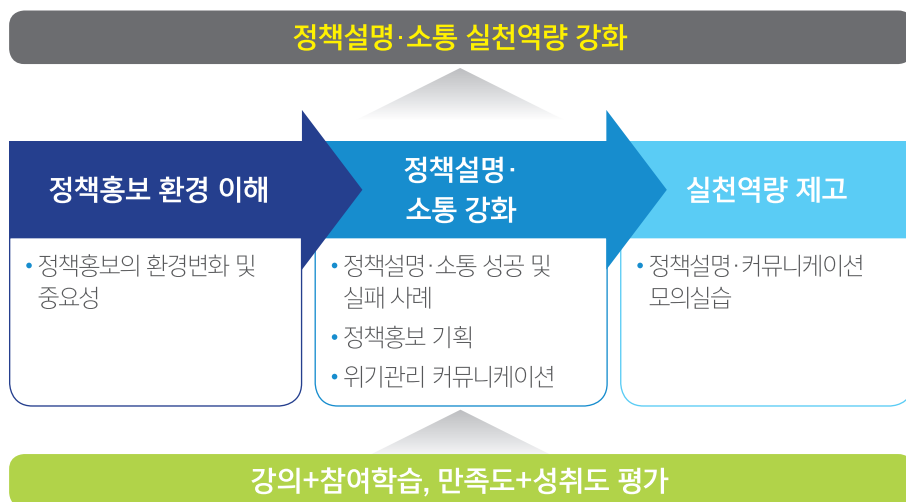 정책설명·소통 실천역량 강화
정책홍보 환경 이해
• 정책홍보의 환경변화 및
중요성
정책설명·
소통 강화
• 정책설명·소통 성공 및
실패 사례
• 정책홍보 기획
• 위기관리 커뮤니케이션
실천역량 제고
• 정책설명·커뮤니케이션
모의실습
강의+참여학습, 만족도+성취도 평가